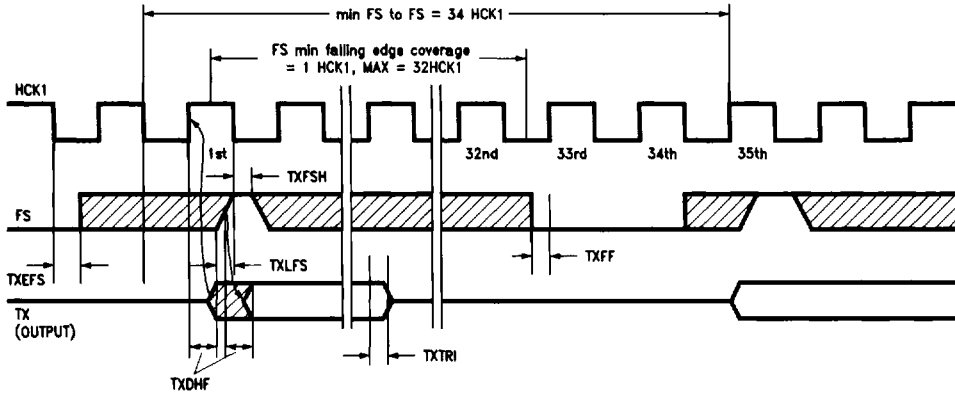 min FS to FS = 34 HCK1
FS min falling edge coverage
= 1 HCK1, MAX = 32HCK1
HCK1
1st
32nd
33rd
34th
35th
TXFSH
FS
TXEFS
TXLFS
TXFF
TX
(OUTPUT)
TXTRI
TXDHF